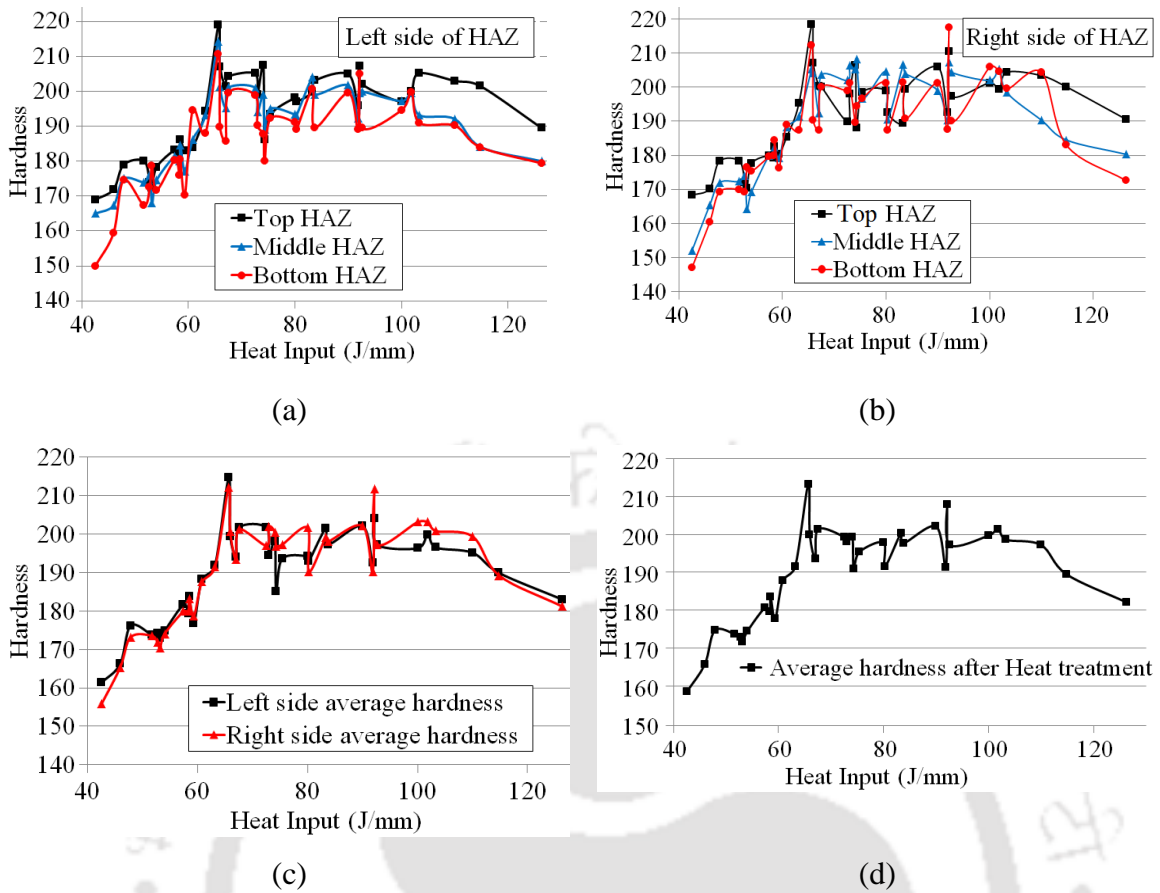 220
210
200
190
180
170
160
150
140
Hardness
Left side of HAZ
Top HAZ
Middle HAZ
Bottom HAZ
40 60 80 100 120
Heat Input (J/mm)
(a)
220
210
200
190
180
170
160
150
140
Hardness
Right side of HAZ
Top HAZ
Middle HAZ
Bottom HAZ
40 60 80 100 120
Heat Input (J/mm)
(b)
220
210
200
190
180
170
160
150
140
Hardness
Left side average hardness
Right side average hardness
40 60 80 100 120
Heat Input (J/mm)
(c)
220
210
200
190
180
170
160
150
Hardness
Average hardness after Heat treatment
40 60 80 100 120
Heat Input (J/mm)
(d)